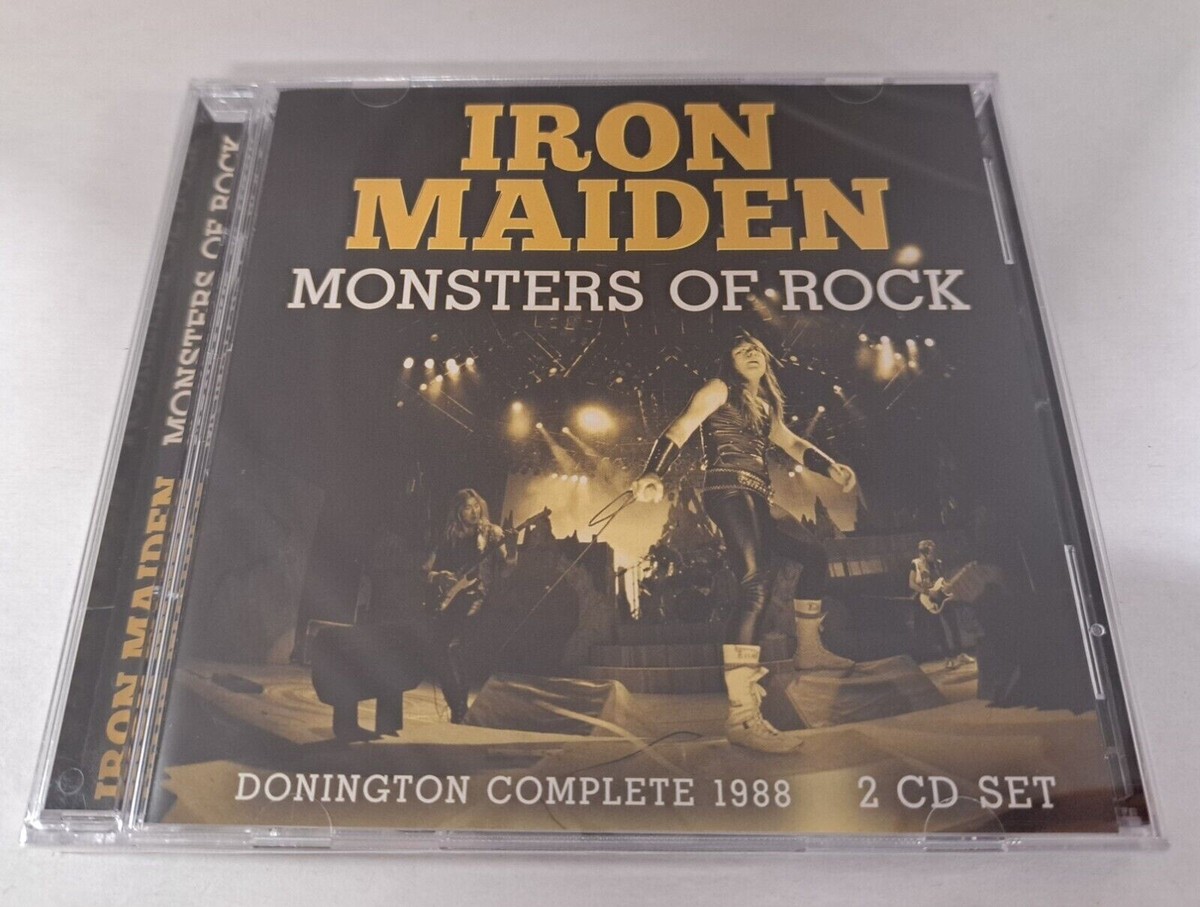 IRON
MAIDEN
MONSTERS OF ROCK
DONINGTON COMPLETE 1988 2 CD SET
IRON MAIDEN MONSTERS OF ROCK